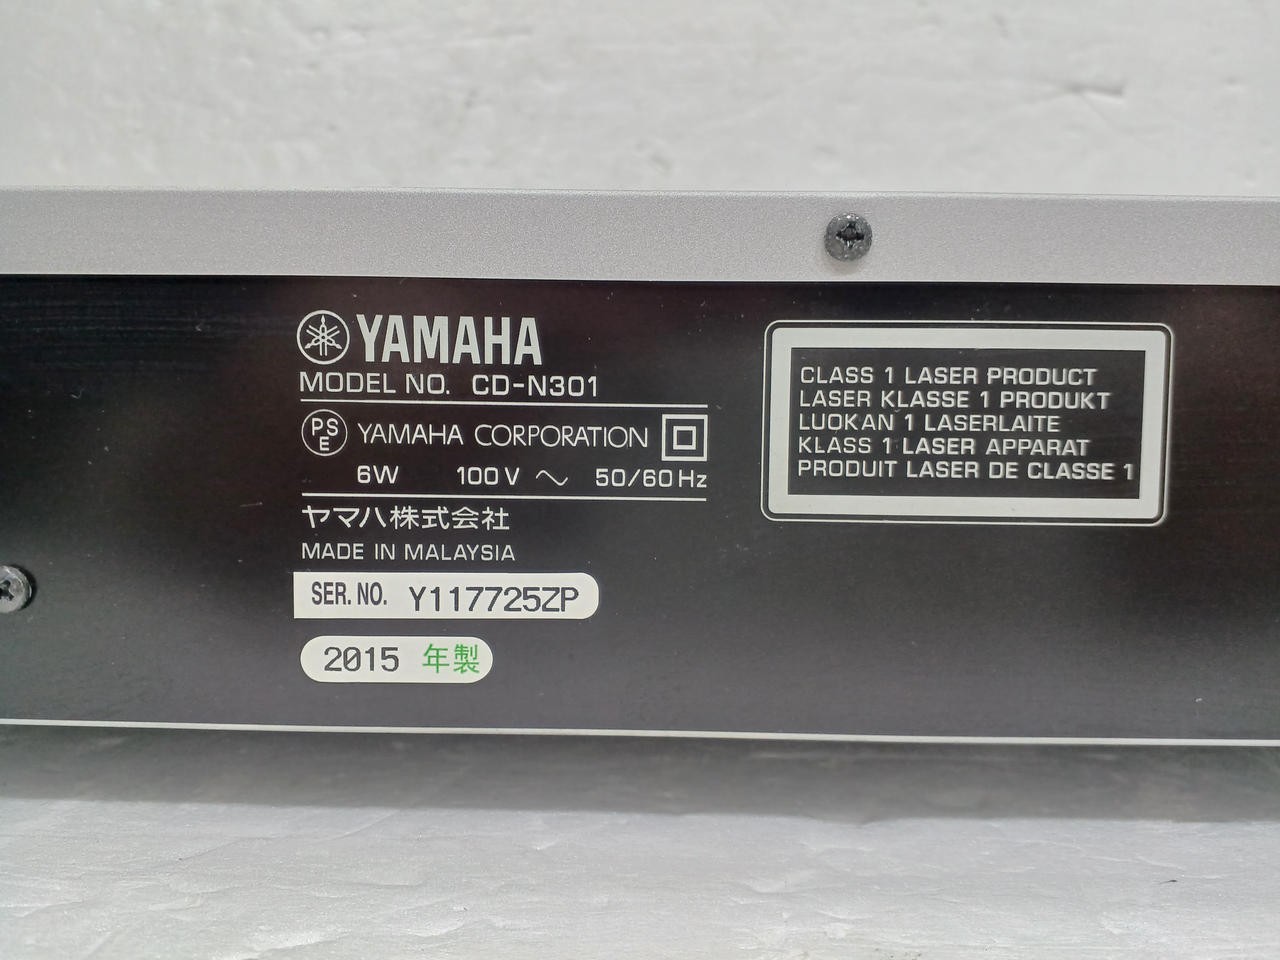 YAMAHA
MODEL NO. CD-N301
PSE YAMAHA CORPORATION
6W 100V ~ 50/60Hz
ヤマハ株式会社
MADE IN MALAYSIA
SER. NO. Y117725ZP
2015 年製
CLASS 1 LASER PRODUCT
LASER KLASSE 1 PRODUKT
LUOKAN 1 LASERLAITE
KLASS 1 LASER APPARAT
PRODUIT LASER DE CLASSE 1